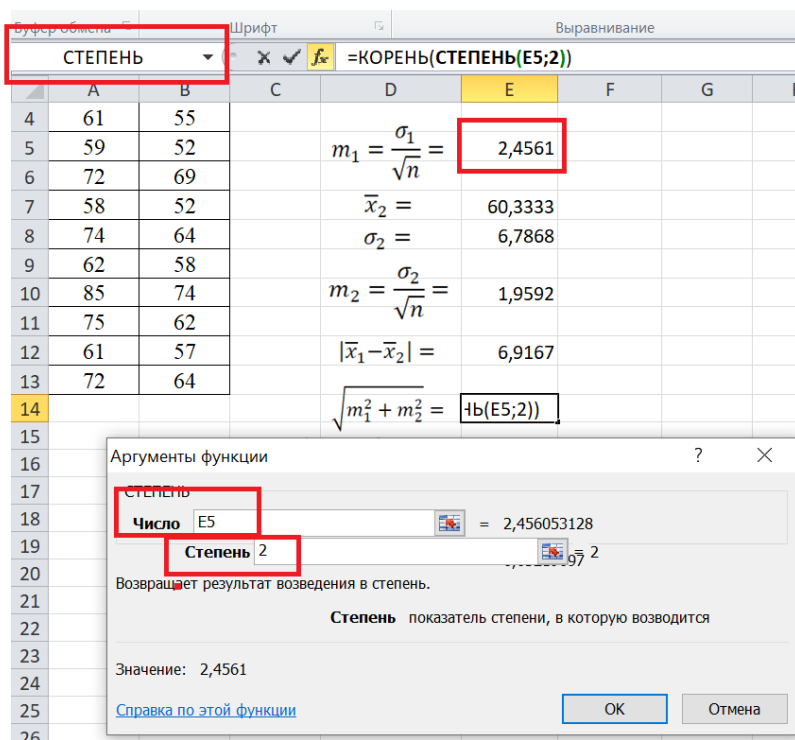 Буфер обмена Шрифт Выравнивание
СТЕПЕНЬ fx =КОРЕНЬ(СТЕПЕНЬ(E5;2))
A B C D E F G
4 61 55
5 59 52 m₁ = σ₁/√n = 2,4561
6 72 69
7 58 52 x̅₂ = 60,3333
8 74 64 σ₂ = 6,7868
9 62 58
10 85 74 m₂ = σ₂/√n = 1,9592
11 75 62
12 61 57 |x̅₁−x̅₂| = 6,9167
13 72 64
14 √(m₁² + m₂²) = НЬ(E5;2))
15
16 Аргументы функции ?
17 СТЕПЕНЬ
18 Число E5 = 2,456053128
19 Степень 2 = 2
20
21 Возвращает результат возведения в степень.
22 Степень показатель степени, в которую возводится
23
24 Значение: 2,4561
25 Справка по этой функции OK Отмена
26